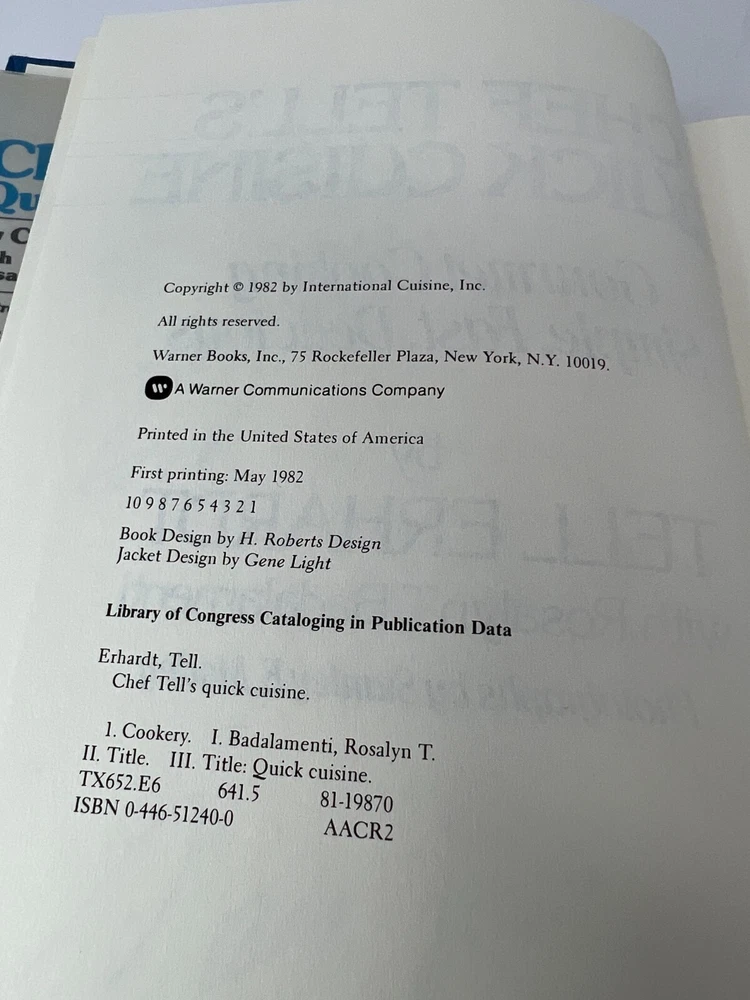 Copyright © 1982 by International Cuisine, Inc.
All rights reserved.
Warner Books, Inc., 75 Rockefeller Plaza, New York, N.Y. 10019.
A Warner Communications Company
Printed in the United States of America
First printing: May 1982
10 9 8 7 6 5 4 3 2 1
Book Design by H. Roberts Design
Jacket Design by Gene Light
Library of Congress Cataloging in Publication Data
Erhardt, Tell.
Chef Tell's quick cuisine.
1. Cookery. I. Badalamenti, Rosalyn T.
II. Title. III. Title: Quick cuisine.
TX652.E6 641.5 81-19870
ISBN 0-446-51240-0 AACR2